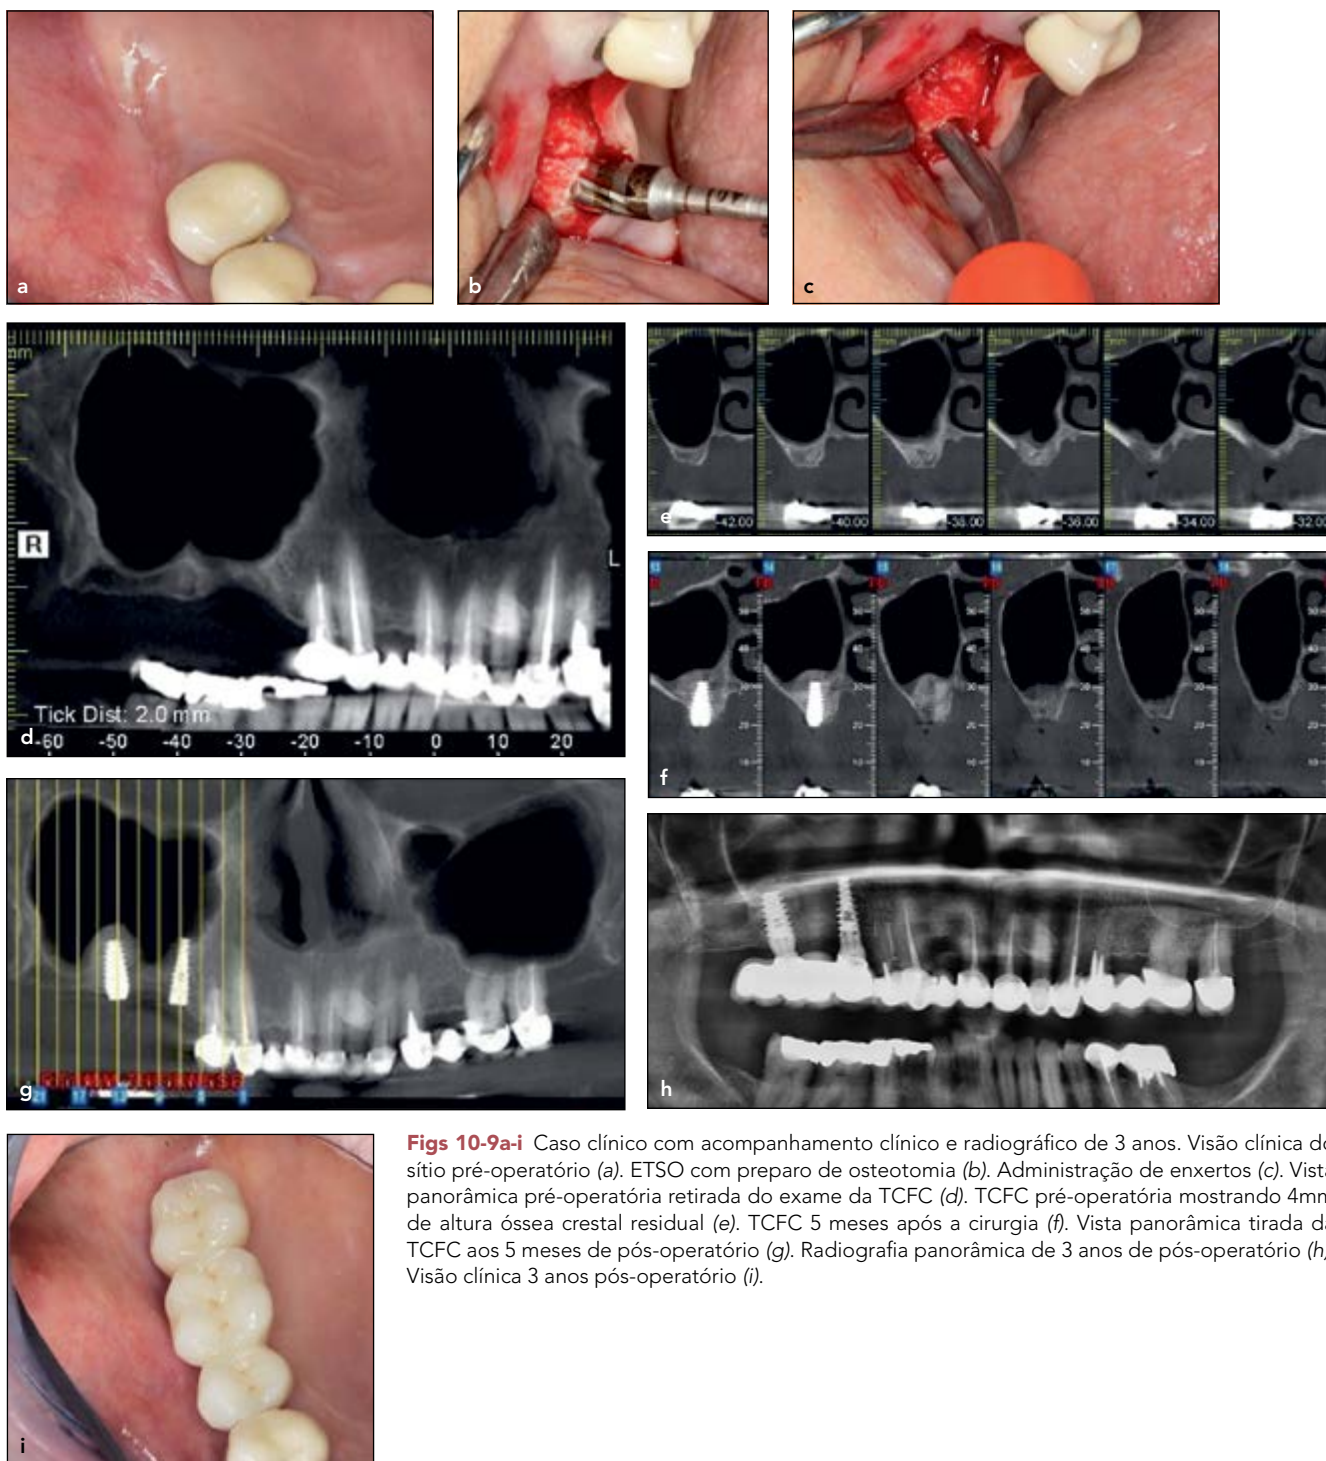 a
b
c
R
L
Tick Dist: 2.0 mm
d
-60 -50 -40 -30 -20 -10 0 10 20
e
-42.00 -40.00 -38.00 -36.00 -34.00 -32.00
f
g
h
Figs 10-9a-i Caso clínico com acompanhamento clínico e radiográfico de 3 anos. Visão clínica do
sítio pré-operatório (a). ETSO com preparo de osteotomia (b). Administração de enxertos (c). Vista
panorâmica pré-operatória retirada do exame da TCFC (d). TCFC pré-operatória mostrando 4mm
de altura óssea crestal residual (e). TCFC 5 meses após a cirurgia (f). Vista panorâmica tirada da
TCFC aos 5 meses de pós-operatório (g). Radiografia panorâmica de 3 anos de pós-operatório (h)
Visão clínica 3 anos pós-operatório (i).
i